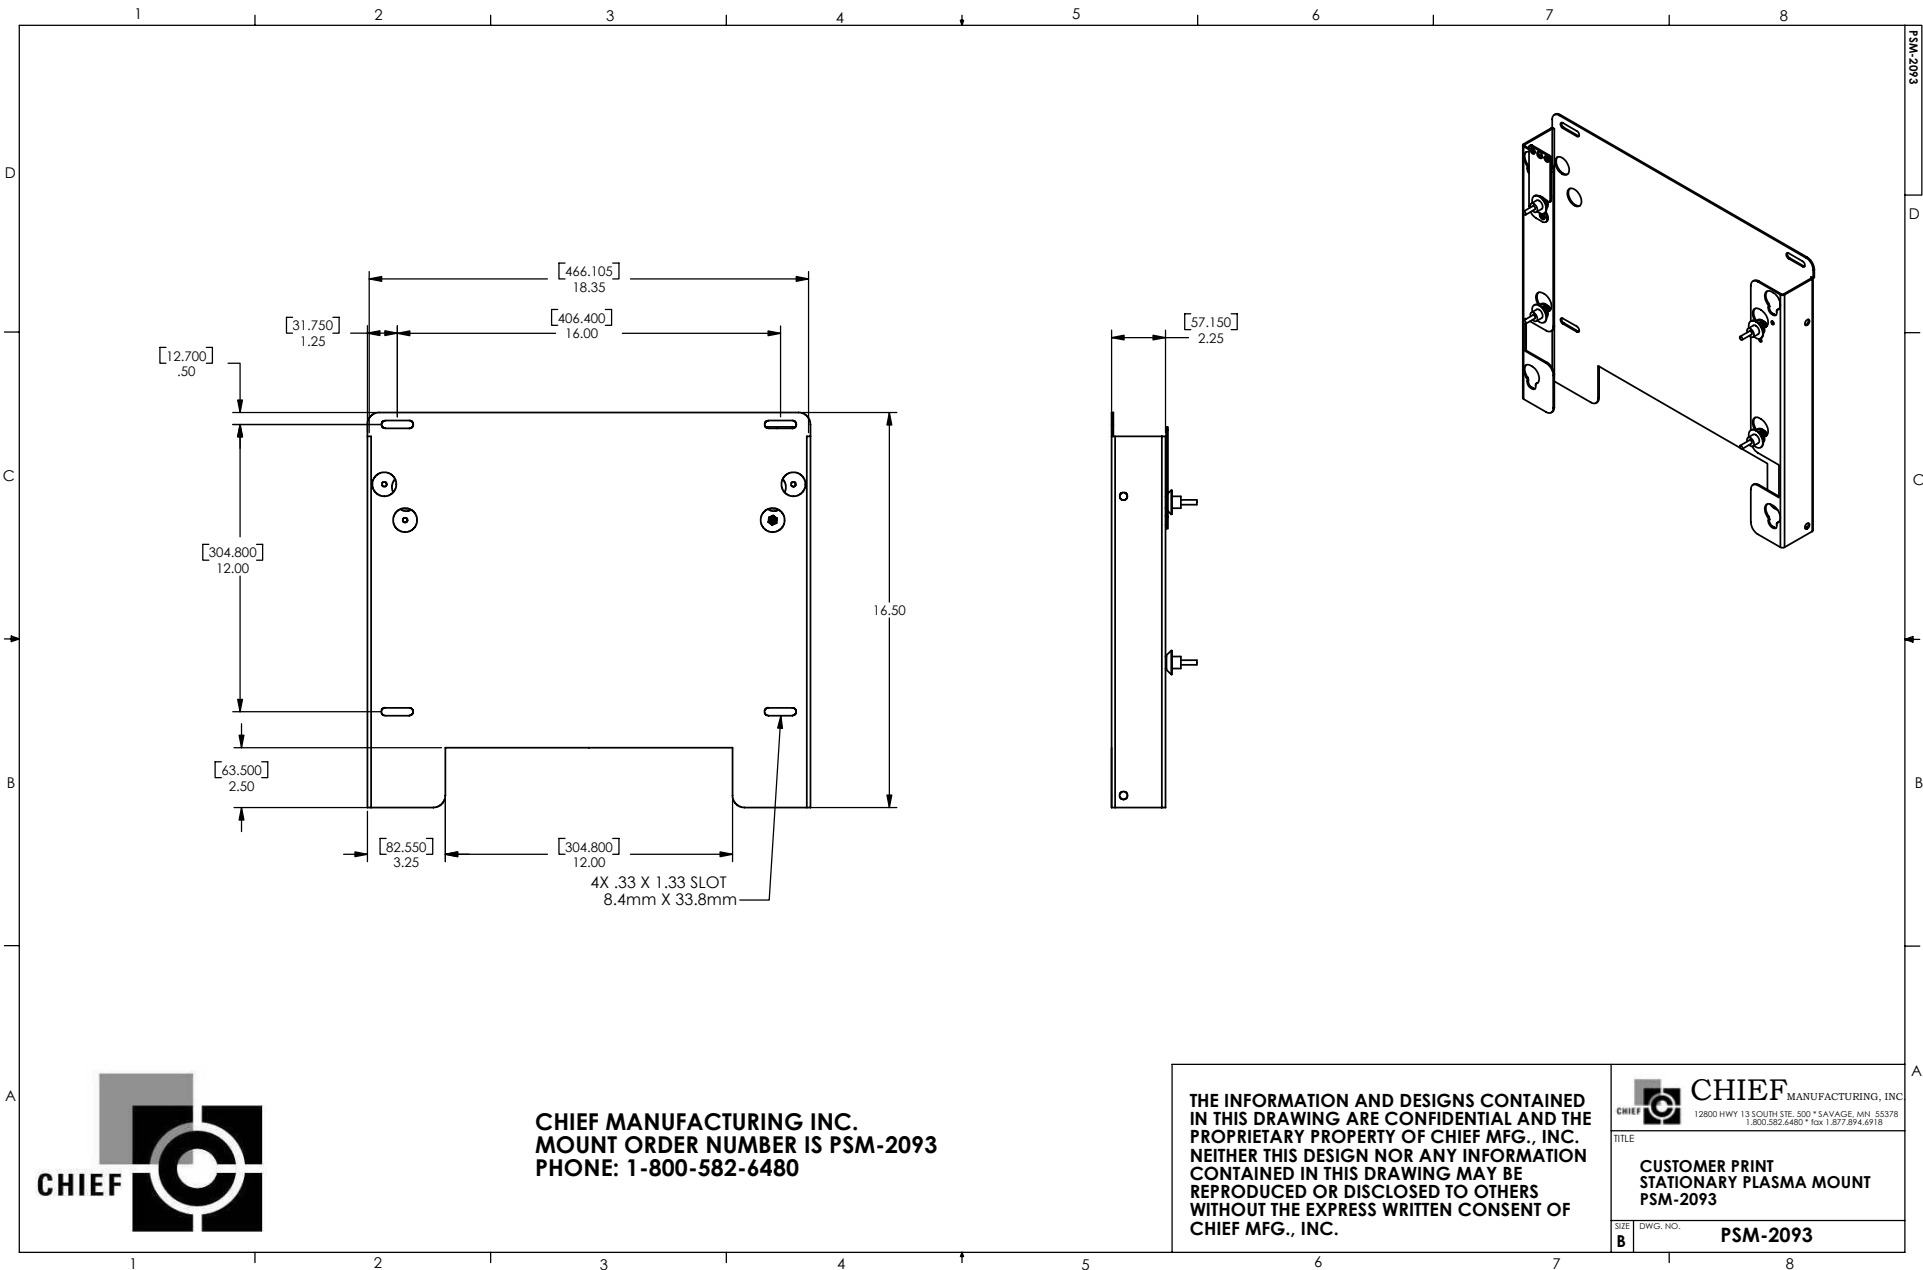 1 2 3 4 5 6 7 8
PSM-2093
D
D
[466.105]
18.35
[406.400]
16.00
[31.750]
1.25
[12.700]
.50
[57.150]
2.25
C
C
[304.800]
12.00
16.50
[63.500]
2.50
B
B
[82.550]
3.25
[304.800]
12.00
4X .33 X 1.33 SLOT
8.4mm X 33.8mm
A
A
CHIEF
CHIEF MANUFACTURING INC.
MOUNT ORDER NUMBER IS PSM-2093
PHONE: 1-800-582-6480
THE INFORMATION AND DESIGNS CONTAINED
IN THIS DRAWING ARE CONFIDENTIAL AND THE
PROPRIETARY PROPERTY OF CHIEF MFG., INC.
NEITHER THIS DESIGN NOR ANY INFORMATION
CONTAINED IN THIS DRAWING MAY BE
REPRODUCED OR DISCLOSED TO OTHERS
WITHOUT THE EXPRESS WRITTEN CONSENT OF
CHIEF MFG., INC.
CHIEF
CHIEF MANUFACTURING, INC.
12800 HWY 13 SOUTH STE. 500 * SAVAGE, MN 55378
1.800.582.6480 * fax 1.877.894.6918
TITLE
CUSTOMER PRINT
STATIONARY PLASMA MOUNT
PSM-2093
SIZE
B
DWG. NO.
PSM-2093
1 2 3 4 5 6 7 8